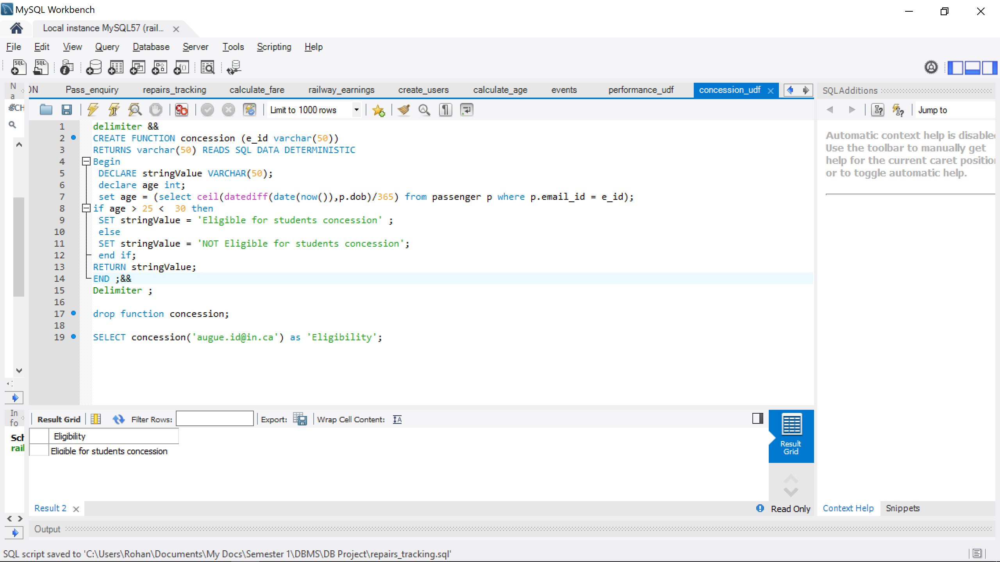 MySQL Workbench
Local instance MySQL57 (rail...
File Edit View Query Database Server Tools Scripting Help
SQL SQL
Na
ON Pass_enquiry repairs_tracking calculate_fare railway_earnings create_users calculate_age events performance_udf concession_udf
SQLAdditions
Limit to 1000 rows
Jump to
1 delimiter &&
2 CREATE FUNCTION concession (e_id varchar(50))
3 RETURNS varchar(50) READS SQL DATA DETERMINISTIC
4 Begin
5 DECLARE stringValue VARCHAR(50);
6 declare age int;
7 set age = (select ceil(datediff(date(now()),p.dob)/365) from passenger p where p.email_id = e_id);
8 if age > 25 <  30 then
9 SET stringValue = 'Eligible for students concession' ;
10 else
11 SET stringValue = 'NOT Eligible for students concession';
12 end if;
13 RETURN stringValue;
14 END ;&&
15 Delimiter ;
16
17 drop function concession;
18
19 SELECT concession('augue.id@in.ca') as 'Eligibility';
Automatic context help is disabled
Use the toolbar to manually get
help for the current caret position
or to toggle automatic help.
Info
Sch
rail
Result Grid Filter Rows: Export: Wrap Cell Content:
Eligibility
Eligible for students concession
Result
Grid
Result 2
Read Only
Context Help Snippets
Output
SQL script saved to 'C:\Users\Rohan\Documents\My Docs\Semester 1\DBMS\DB Project\repairs_tracking.sql'